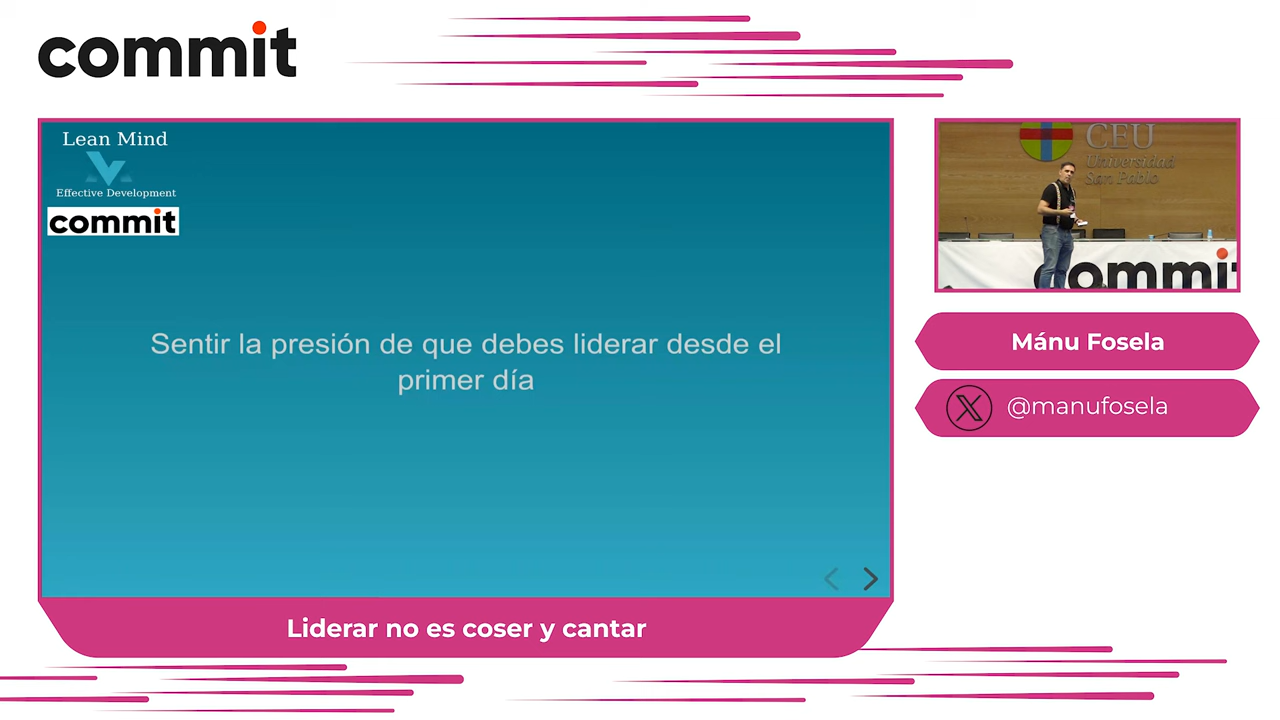 commit
Lean Mind
Effective Development
commit
Sentir la presión de que debes liderar desde el
primer día
Liderar no es coser y cantar
CEU
Universidad
San Pablo
commit
Mánu Fosela
@manufosela